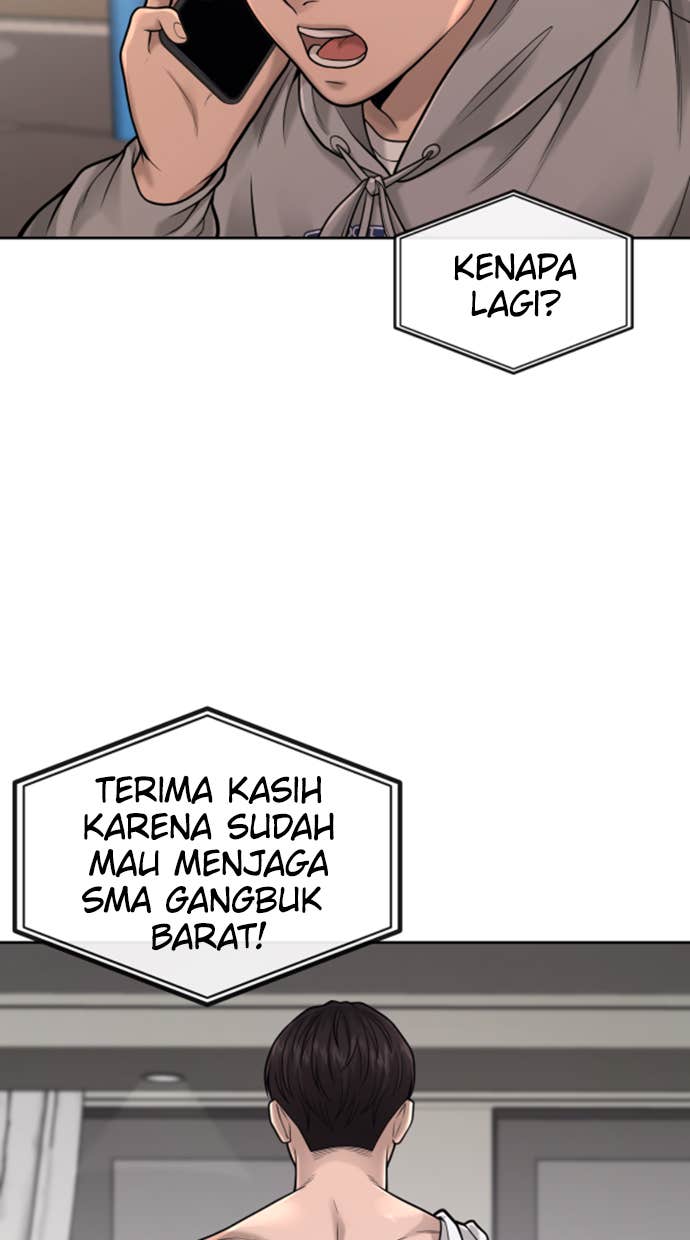 KENAPA
LAGI?
TERIMA KASIH
KARENA SUDAH
MAU MENJAGA
SMA GANGBUK
BARAT!